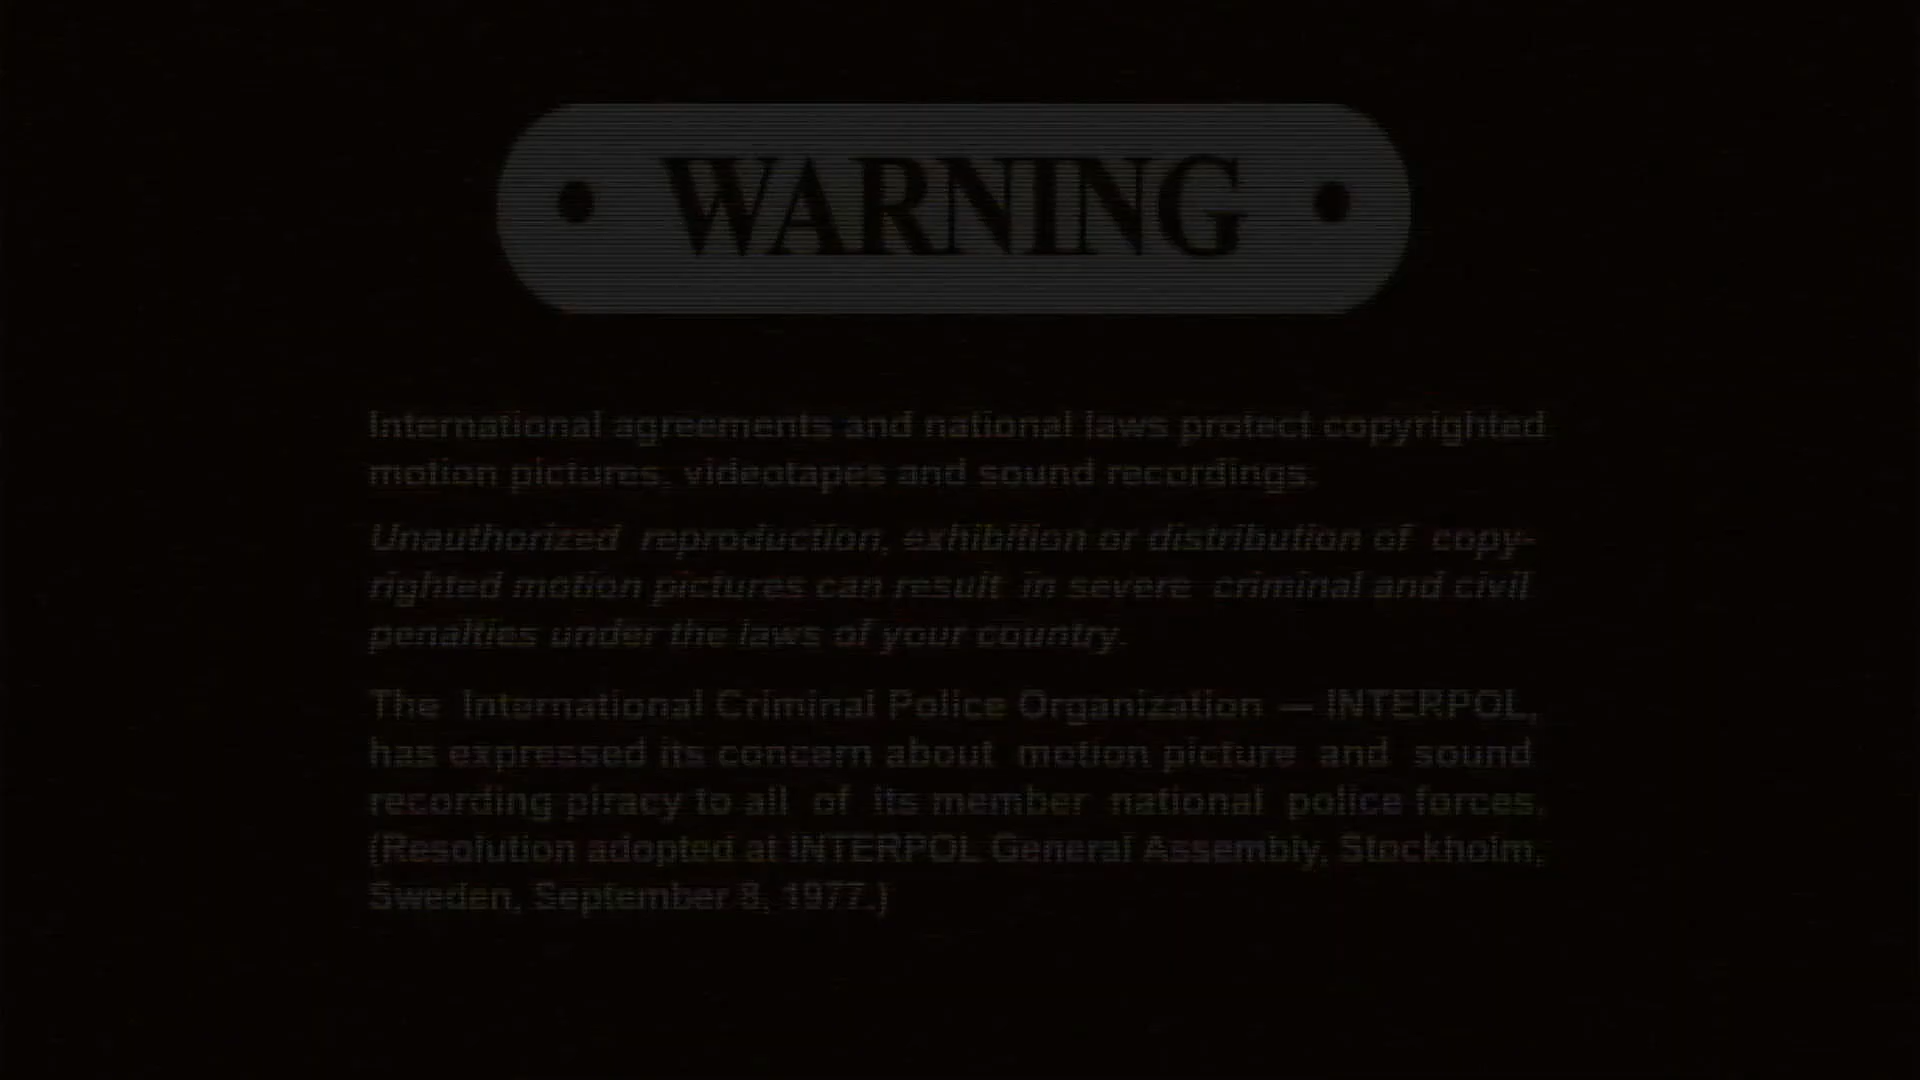 • WARNING •
International agreements and national laws protect copyrighted
motion pictures, videotapes and sound recordings.
Unauthorized reproduction, exhibition or distribution of copy-
righted motion pictures can result in severe criminal and civil
penalties under the laws of your country.
The International Criminal Police Organization — INTERPOL,
has expressed its concern about motion picture and sound
recording piracy to all of its member national police forces.
(Resolution adopted at INTERPOL General Assembly, Stockholm,
Sweden, September 8, 1977.)